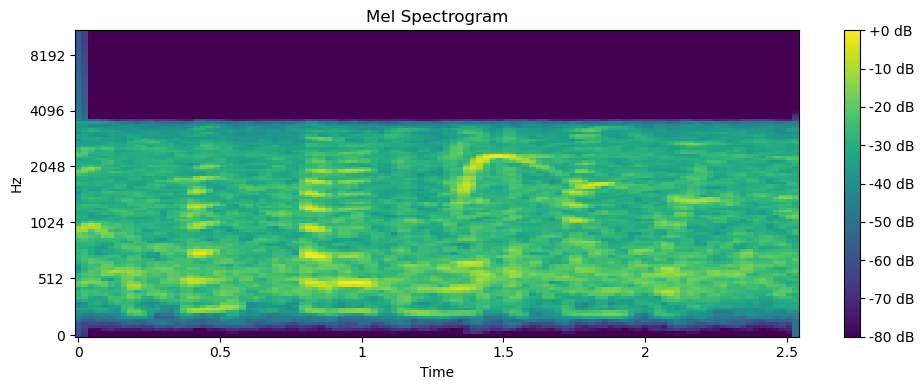 Mel Spectrogram
+0 dB
8192
-10 dB
4096
-20 dB
-30 dB
2048
Hz
-40 dB
1024
-50 dB
512
-60 dB
-70 dB
0
-80 dB
0 0.5 1 1.5 2 2.5
Time